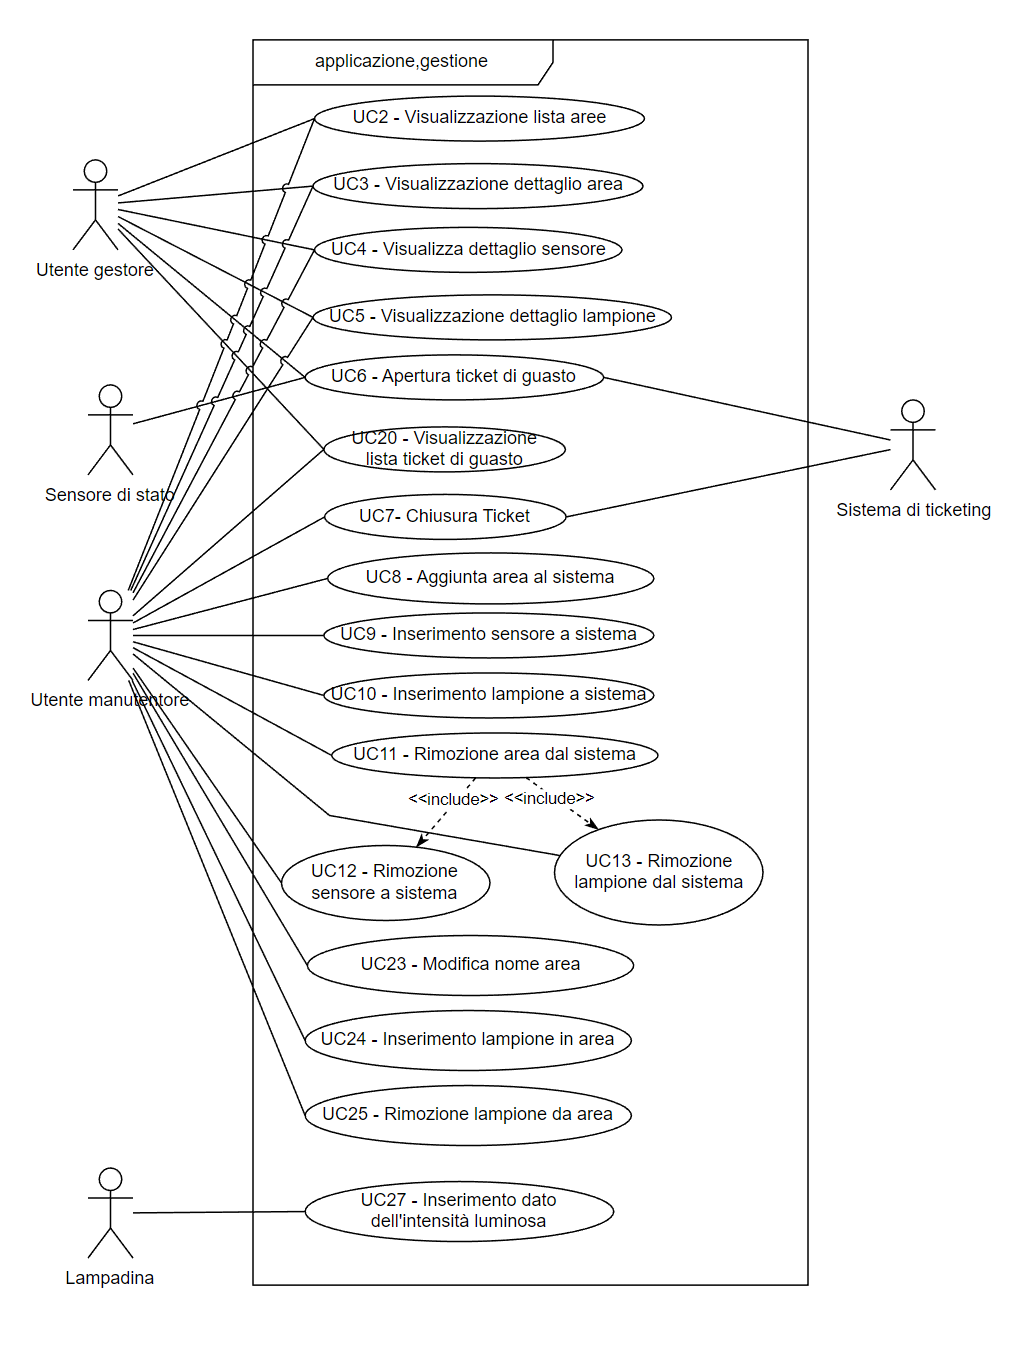 applicazione,gestione
UC2 - Visualizzazione lista aree
UC3 - Visualizzazione dettaglio area
UC4 - Visualizza dettaglio sensore
Utente gestore
UC5 - Visualizzazione dettaglio lampione
UC6 - Apertura ticket di guasto
UC20 - Visualizzazione
lista ticket di guasto
Sensore di stato
Sistema di ticketing
UC7- Chiusura Ticket
UC8 - Aggiunta area al sistema
UC9 - Inserimento sensore a sistema
UC10 - Inserimento lampione a sistema
Utente manutentore
UC11 - Rimozione area dal sistema
<<include>>
<<include>>
UC12 - Rimozione
sensore a sistema
UC13 - Rimozione
lampione dal sistema
UC23 - Modifica nome area
UC24 - Inserimento lampione in area
UC25 - Rimozione lampione da area
UC27 - Inserimento dato
dell'intensità luminosa
Lampadina